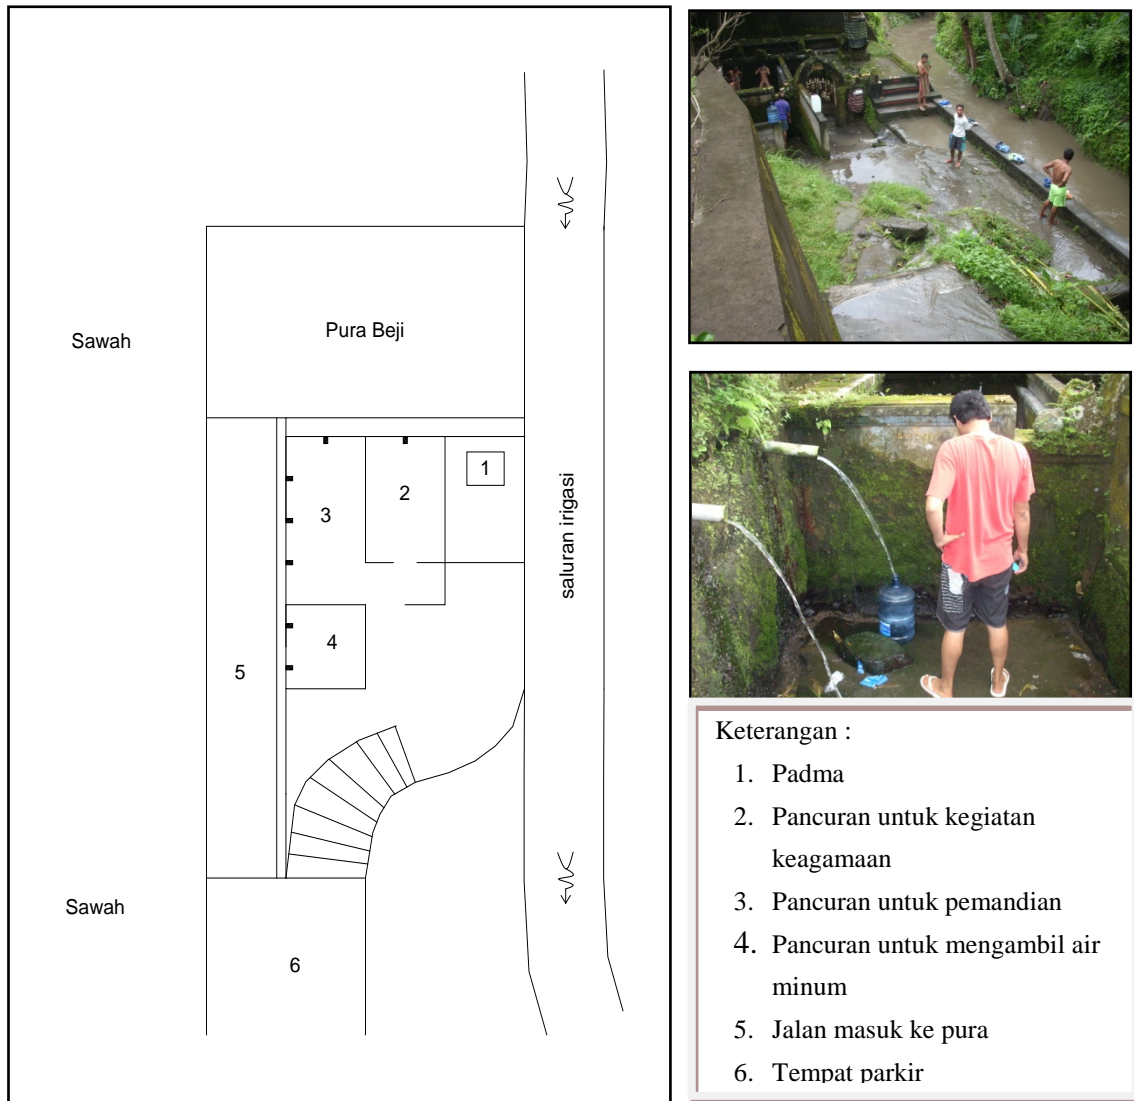 Sawah
Pura Beji
1
2
3
saluran irigasi
4
5
Sawah
6
Keterangan :
1. Padma
2. Pancuran untuk kegiatan
keagamaan
3. Pancuran untuk pemandian
4. Pancuran untuk mengambil air
minum
5. Jalan masuk ke pura
6. Tempat parkir